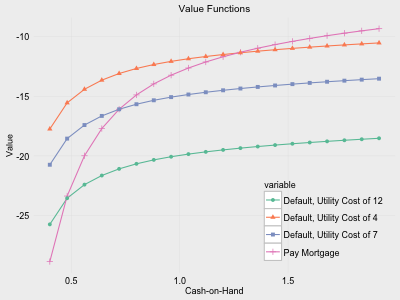 Value Functions
-10
-15
-20
-25
Value
variable
Default, Utility Cost of 12
Default, Utility Cost of 4
Default, Utility Cost of 7
Pay Mortgage
0.5 1.0 1.5
Cash-on-Hand